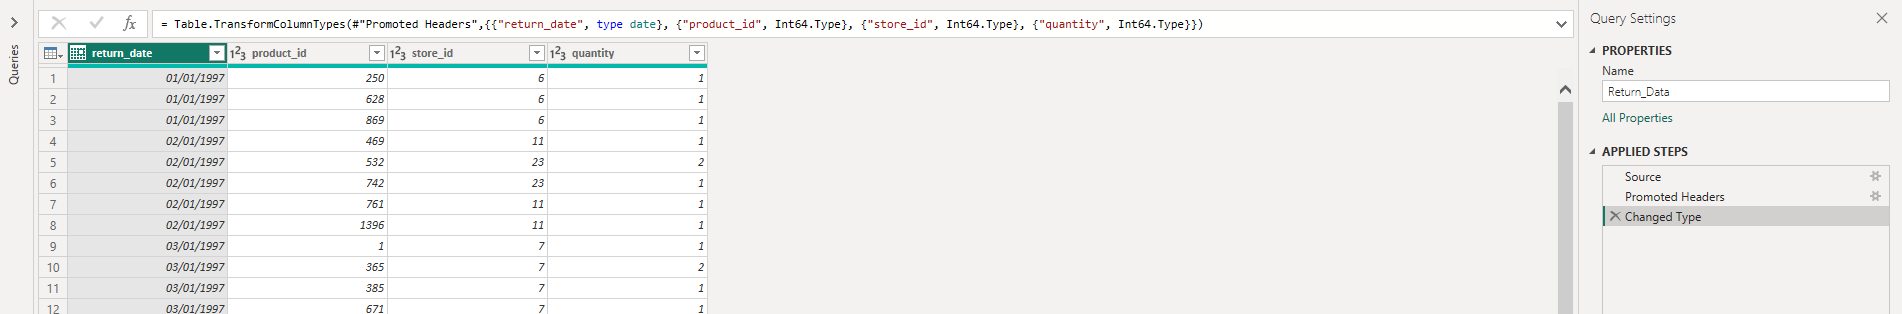 Queries
= Table.TransformColumnTypes(#"Promoted Headers",{{"return_date", type date}, {"product_id", Int64.Type}, {"store_id", Int64.Type}, {"quantity", Int64.Type}})
return_date 1²3 product_id 1²3 store_id 1²3 quantity
1 01/01/1997 250 6 1
2 01/01/1997 628 6 1
3 01/01/1997 869 6 1
4 02/01/1997 469 11 1
5 02/01/1997 532 23 2
6 02/01/1997 742 23 1
7 02/01/1997 761 11 1
8 02/01/1997 1396 11 1
9 03/01/1997 1 7 1
10 03/01/1997 365 7 2
11 03/01/1997 385 7 1
12 03/01/1997 671 7 1
Query Settings
PROPERTIES
Name
Return_Data
All Properties
APPLIED STEPS
Source
Promoted Headers
Changed Type